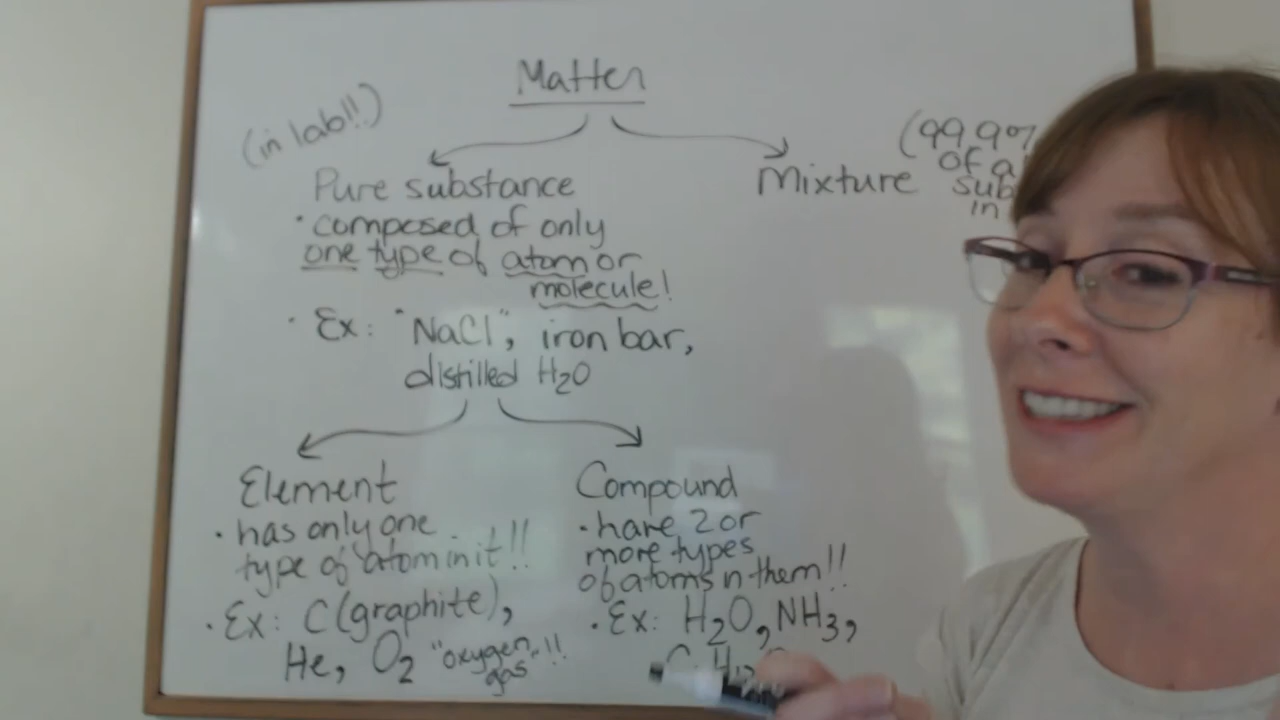 Matter
(in lab!!)
(99.9%
of a
sub
in
Pure substance
Mixture
• composed of only
one type of atom or
molecule!
• Ex: "NaCl", iron bar,
distilled H₂O
Element
• has only one
type of atom in it!!
• Ex: C(graphite),
He, O₂ "oxygen
gas"!!
Compound
• have 2 or
more types
of atoms n them!!
• Ex: H₂O, NH₃,